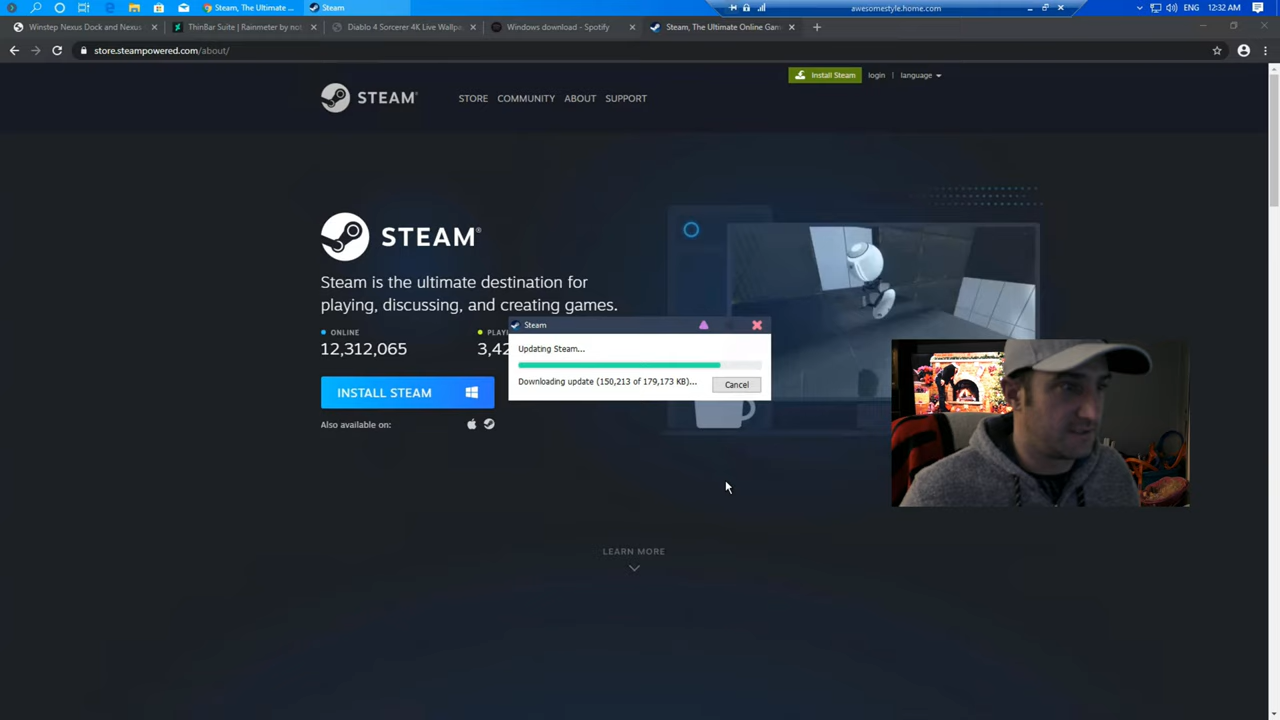 Steam, The Ultimate ...
Steam
awesomestyle.home.com
ENG
12:32 AM
Winstep Nexus Dock and Nexus
ThinBar Suite | Rainmeter by not
Diablo 4 Sorcerer 4K Live Wallpa
Windows download - Spotify
Steam, The Ultimate Online Gam
store.steampowered.com/about/
Install Steam
login | language
STEAM
STORE COMMUNITY ABOUT SUPPORT
STEAM®
Steam is the ultimate destination for
playing, discussing, and creating games.
ONLINE
12,312,065
3,42
INSTALL STEAM
Also available on:
Steam
Updating Steam...
Downloading update (150,213 of 179,173 KB)...
Cancel
LEARN MORE